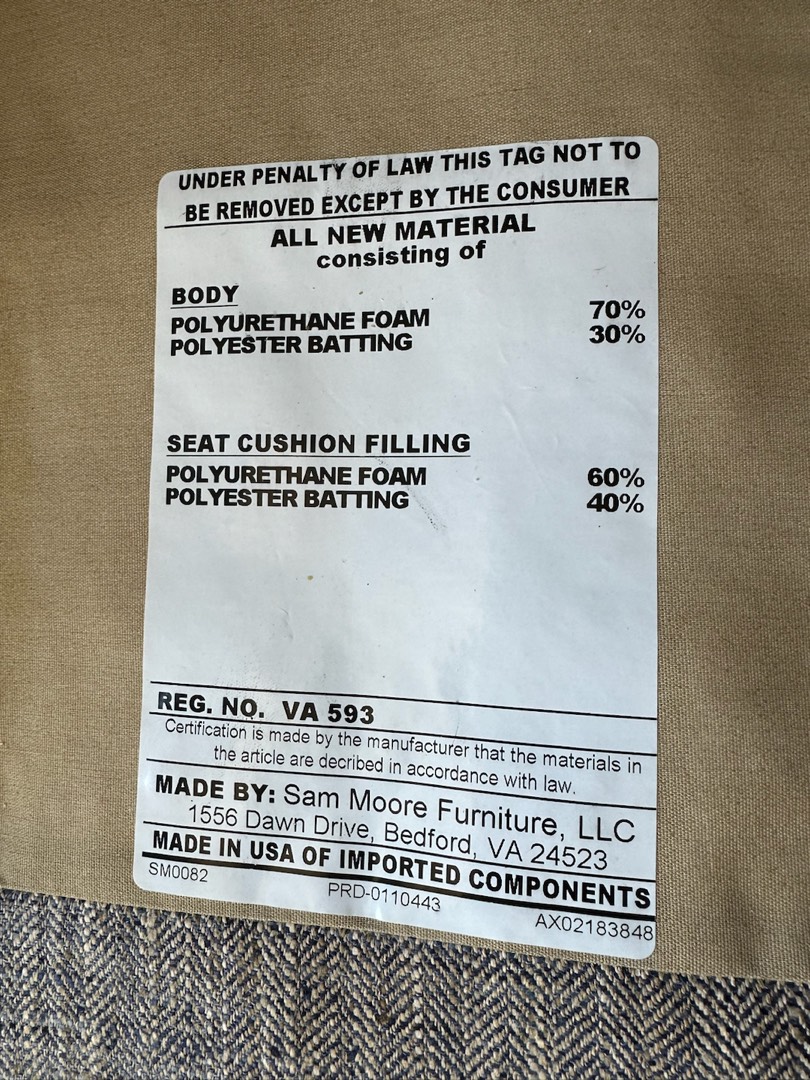 UNDER PENALTY OF LAW THIS TAG NOT TO
BE REMOVED EXCEPT BY THE CONSUMER
ALL NEW MATERIAL
consisting of
BODY
POLYURETHANE FOAM 70%
POLYESTER BATTING 30%
SEAT CUSHION FILLING
POLYURETHANE FOAM 60%
POLYESTER BATTING 40%
REG. NO. VA 593
Certification is made by the manufacturer that the materials in
the article are decribed in accordance with law.
MADE BY: Sam Moore Furniture, LLC
1556 Dawn Drive, Bedford, VA 24523
MADE IN USA OF IMPORTED COMPONENTS
SM0082 PRD-0110443 AX02183848